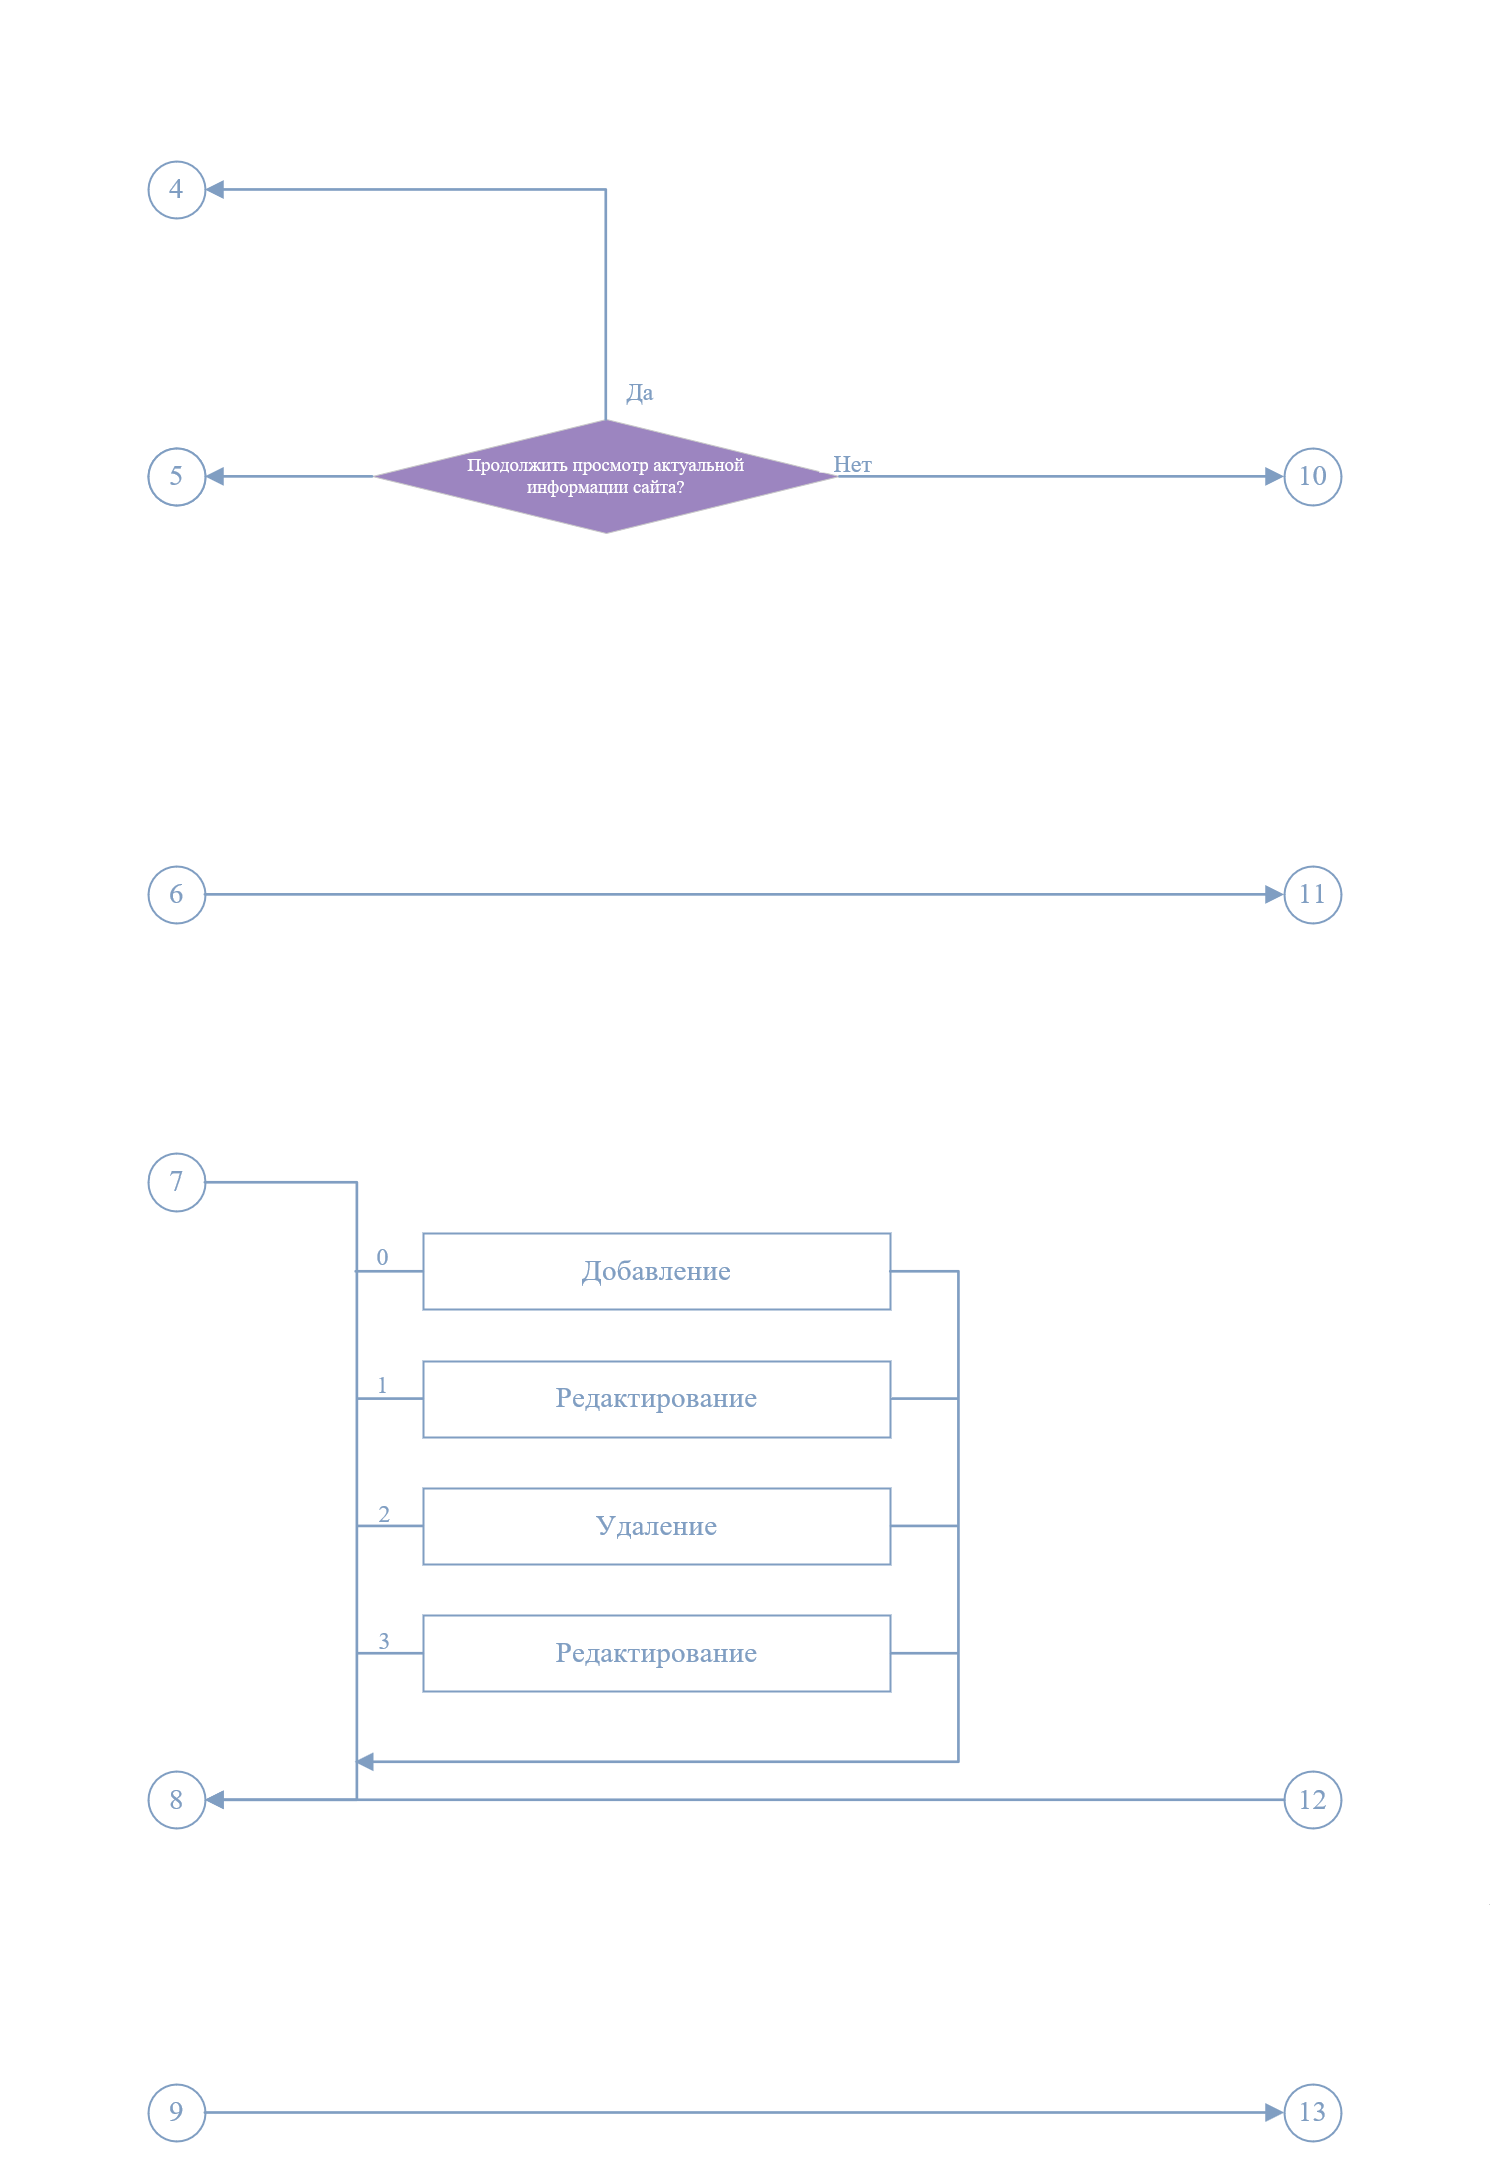 4
Да
5
Продолжить просмотр актуальной
информации сайта?
Нет
10
6
11
7
0
Добавление
1
Редактирование
2
Удаление
3
Редактирование
8
12
9
13